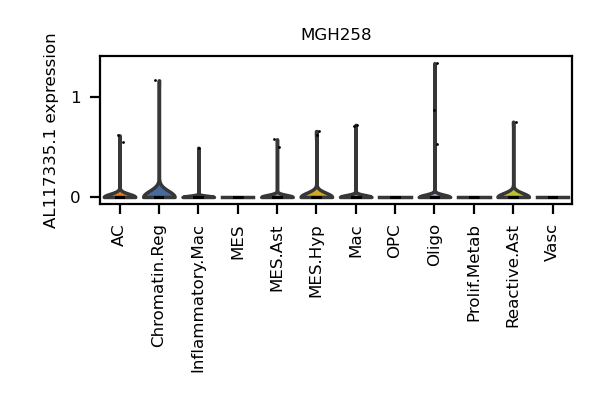 MGH258
AL117335.1 expression
1
0
AC
Chromatin.Reg
Inflammatory.Mac
MES
MES.Ast
MES.Hyp
Mac
OPC
Oligo
Prolif.Metab
Reactive.Ast
Vasc